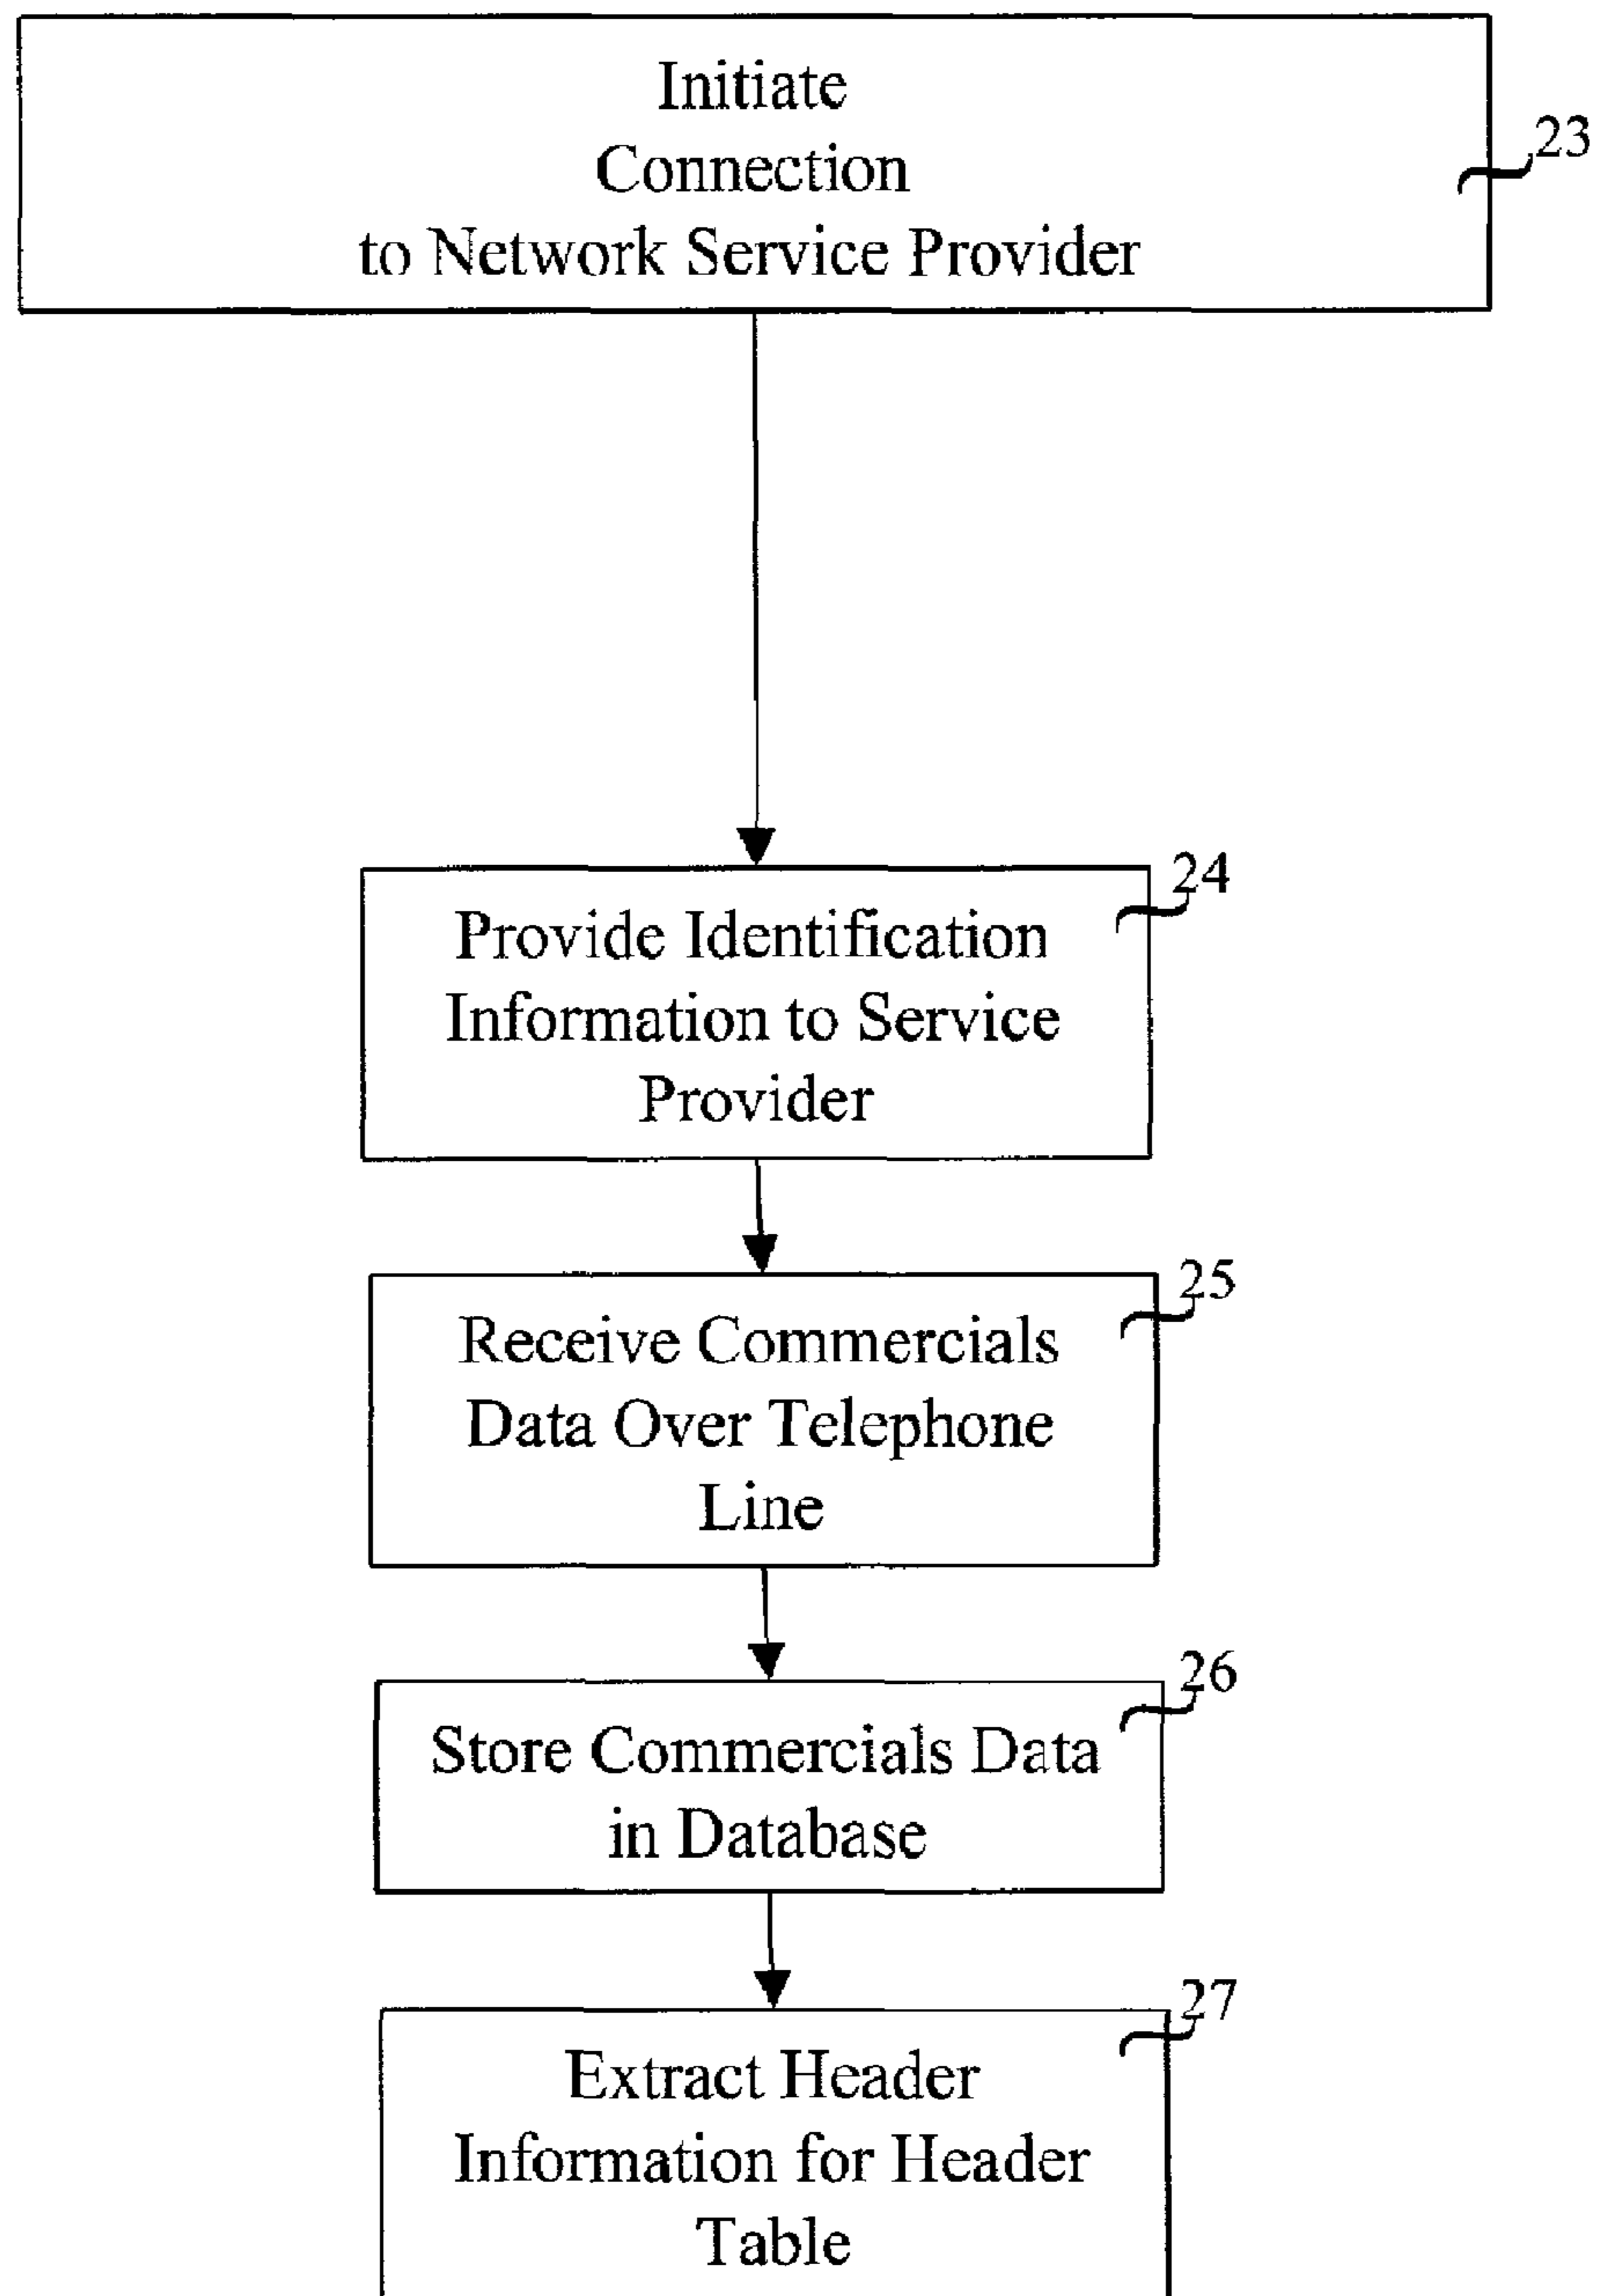 Initiate
Connection
to Network Service Provider
23
24
Provide Identification
Information to Service
Provider
25
Receive Commercials
Data Over Telephone
Line
26
Store Commercials Data
in Database
27
Extract Header
Information for Header
Table